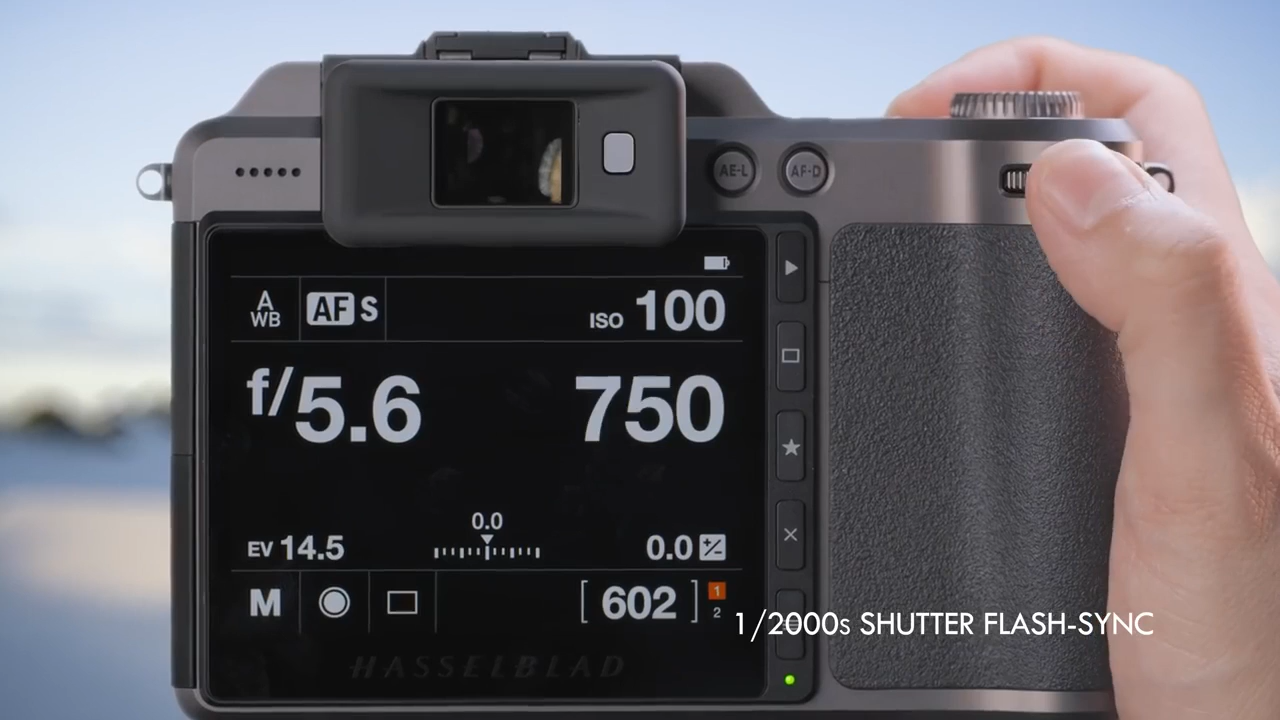 AE-L AF-D
A
WB
AF S
ISO 100
f/5.6 750
0.0
EV 14.5
0.0
M
[602]
1
2
1/2000s SHUTTER FLASH-SYNC
HASSELBLAD